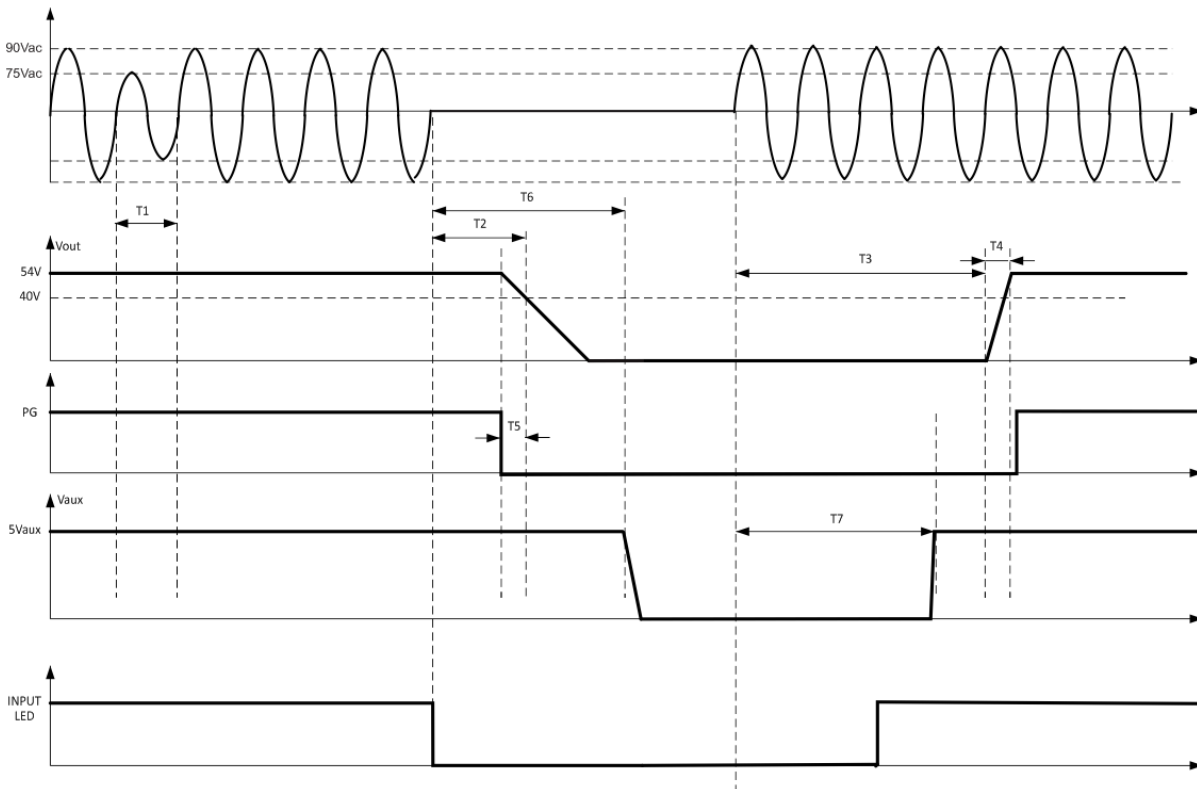 90Vac
75Vac
T1
T6
T2
Vout
54V
40V
T3
T4
PG
T5
Vaux
5Vaux
T7
INPUT
LED